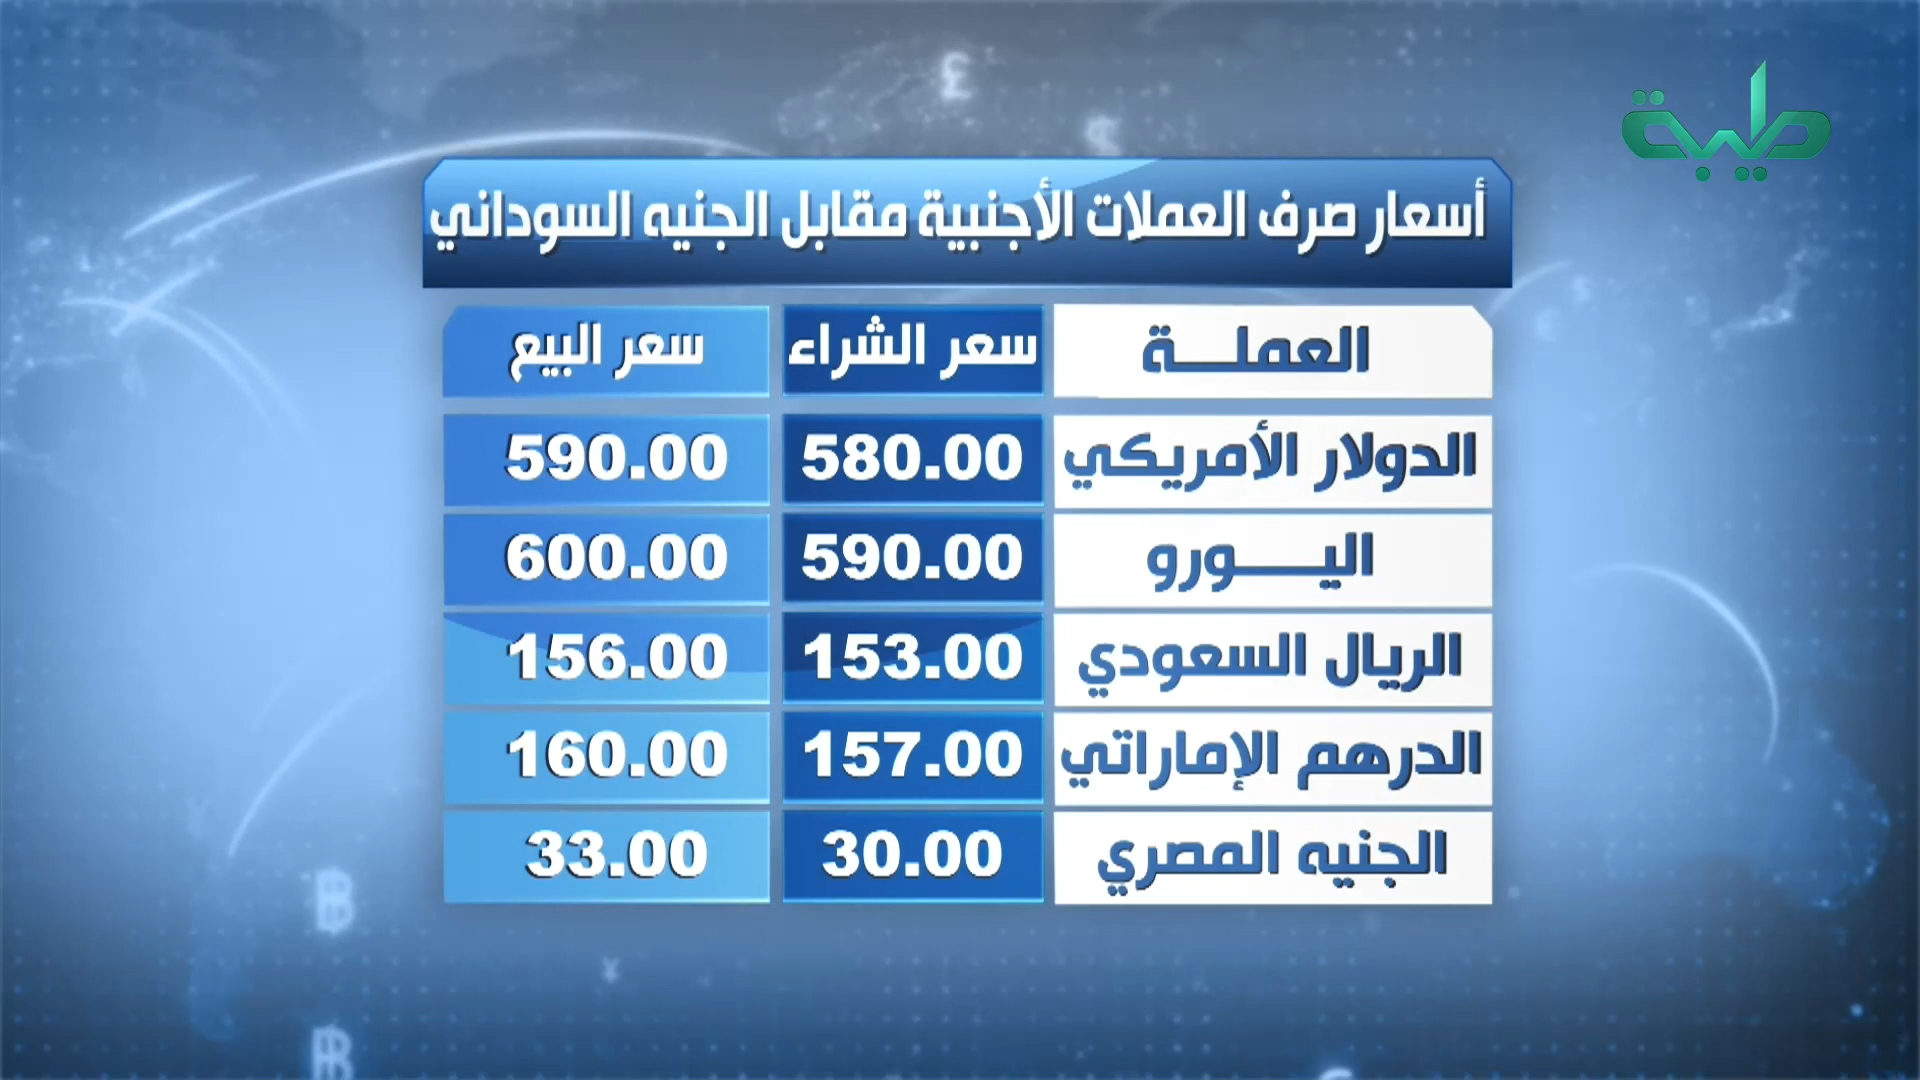 طيبة
أسعار صرف العملات الأجنبية مقابل الجنيه السوداني
العملـــة سعر الشراء سعر البيع
الدولار الأمريكي 580.00 590.00
اليـــــورو 590.00 600.00
الريال السعودي 153.00 156.00
الدرهم الإماراتي 157.00 160.00
الجنيه المصري 30.00 33.00